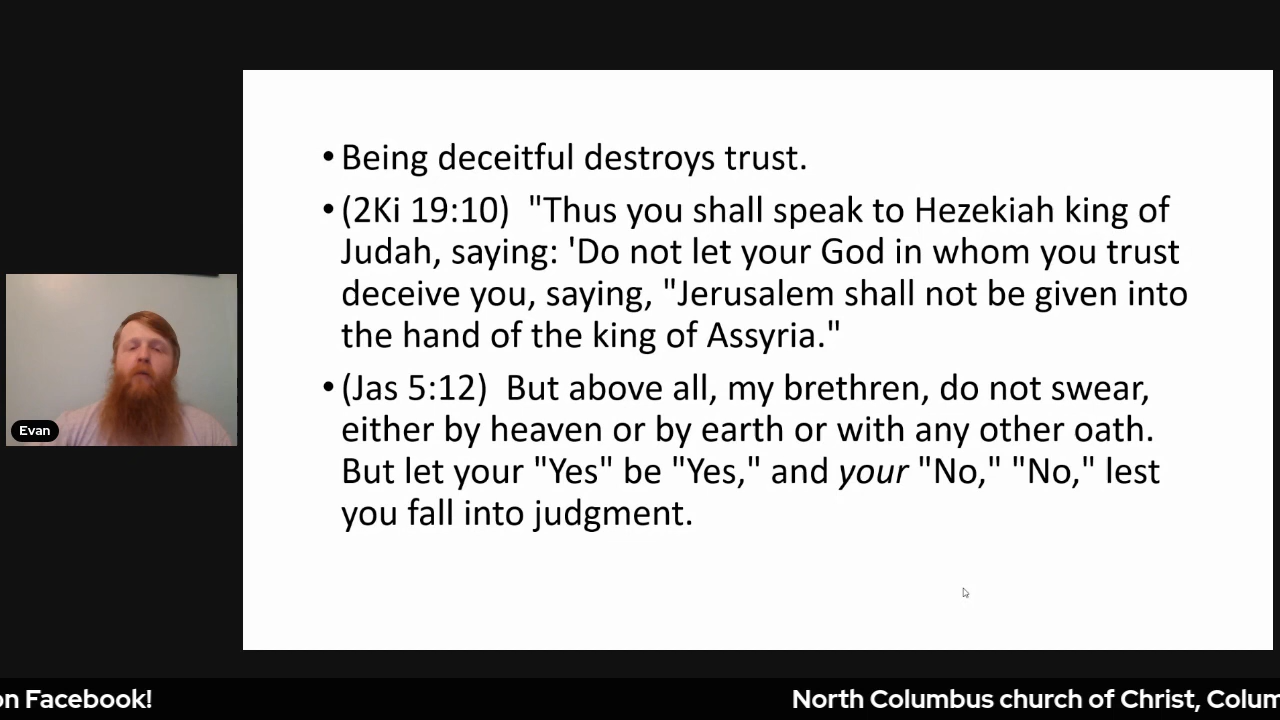 • Being deceitful destroys trust.
• (2Ki 19:10) "Thus you shall speak to Hezekiah king of
Judah, saying: 'Do not let your God in whom you trust
deceive you, saying, "Jerusalem shall not be given into
the hand of the king of Assyria."
• (Jas 5:12) But above all, my brethren, do not swear,
either by heaven or by earth or with any other oath.
But let your "Yes" be "Yes," and your "No," "No," lest
you fall into judgment.
Evan
on Facebook!
North Columbus church of Christ, Colum